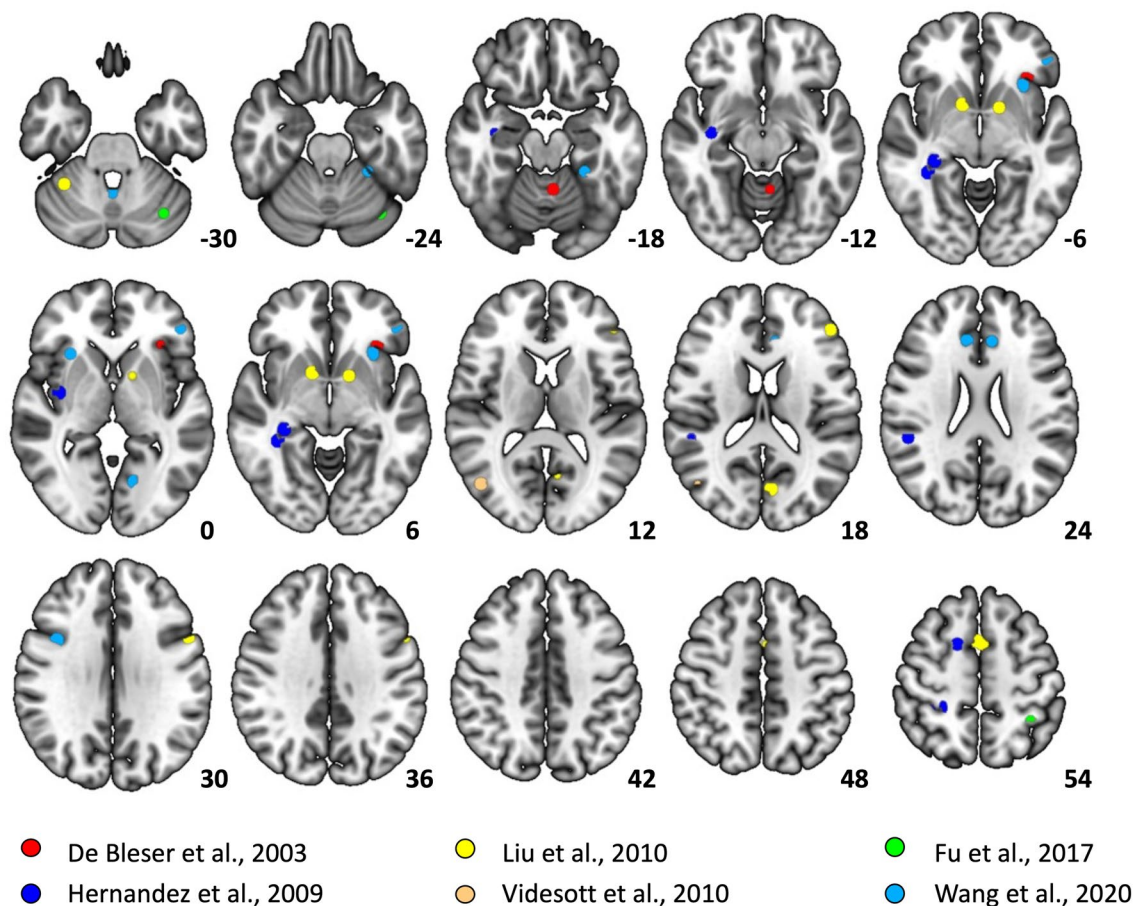 -30 -24 -18 -12 -6
0 6 12 18 24
30 36 42 48 54
De Bleser et al., 2003 Liu et al., 2010 Fu et al., 2017
Hernandez et al., 2009 Videsott et al., 2010 Wang et al., 2020